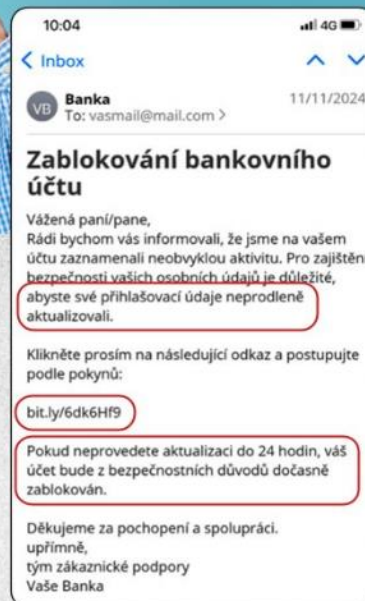 10:04
4G
Inbox
VB
Banka
11/11/2024
To: vasmail@mail.com >
Zablokování bankovního
účtu
Vážená paní/pane,
Rádi bychom vás informovali, že jsme na vašem
účtu zaznamenali neobvyklou aktivitu. Pro zajištění
bezpečnosti vašich osobních údajů je důležité,
abyste své přihlašovací údaje neprodleně
aktualizovali.
Klikněte prosím na následující odkaz a postupujte
podle pokynů:
bit.ly/6dk6Hf9
Pokud neprovedete aktualizaci do 24 hodin, váš
účet bude z bezpečnostních důvodů dočasně
zablokován.
Děkujeme za pochopení a spolupráci.
upřímně,
tým zákaznické podpory
Vaše Banka